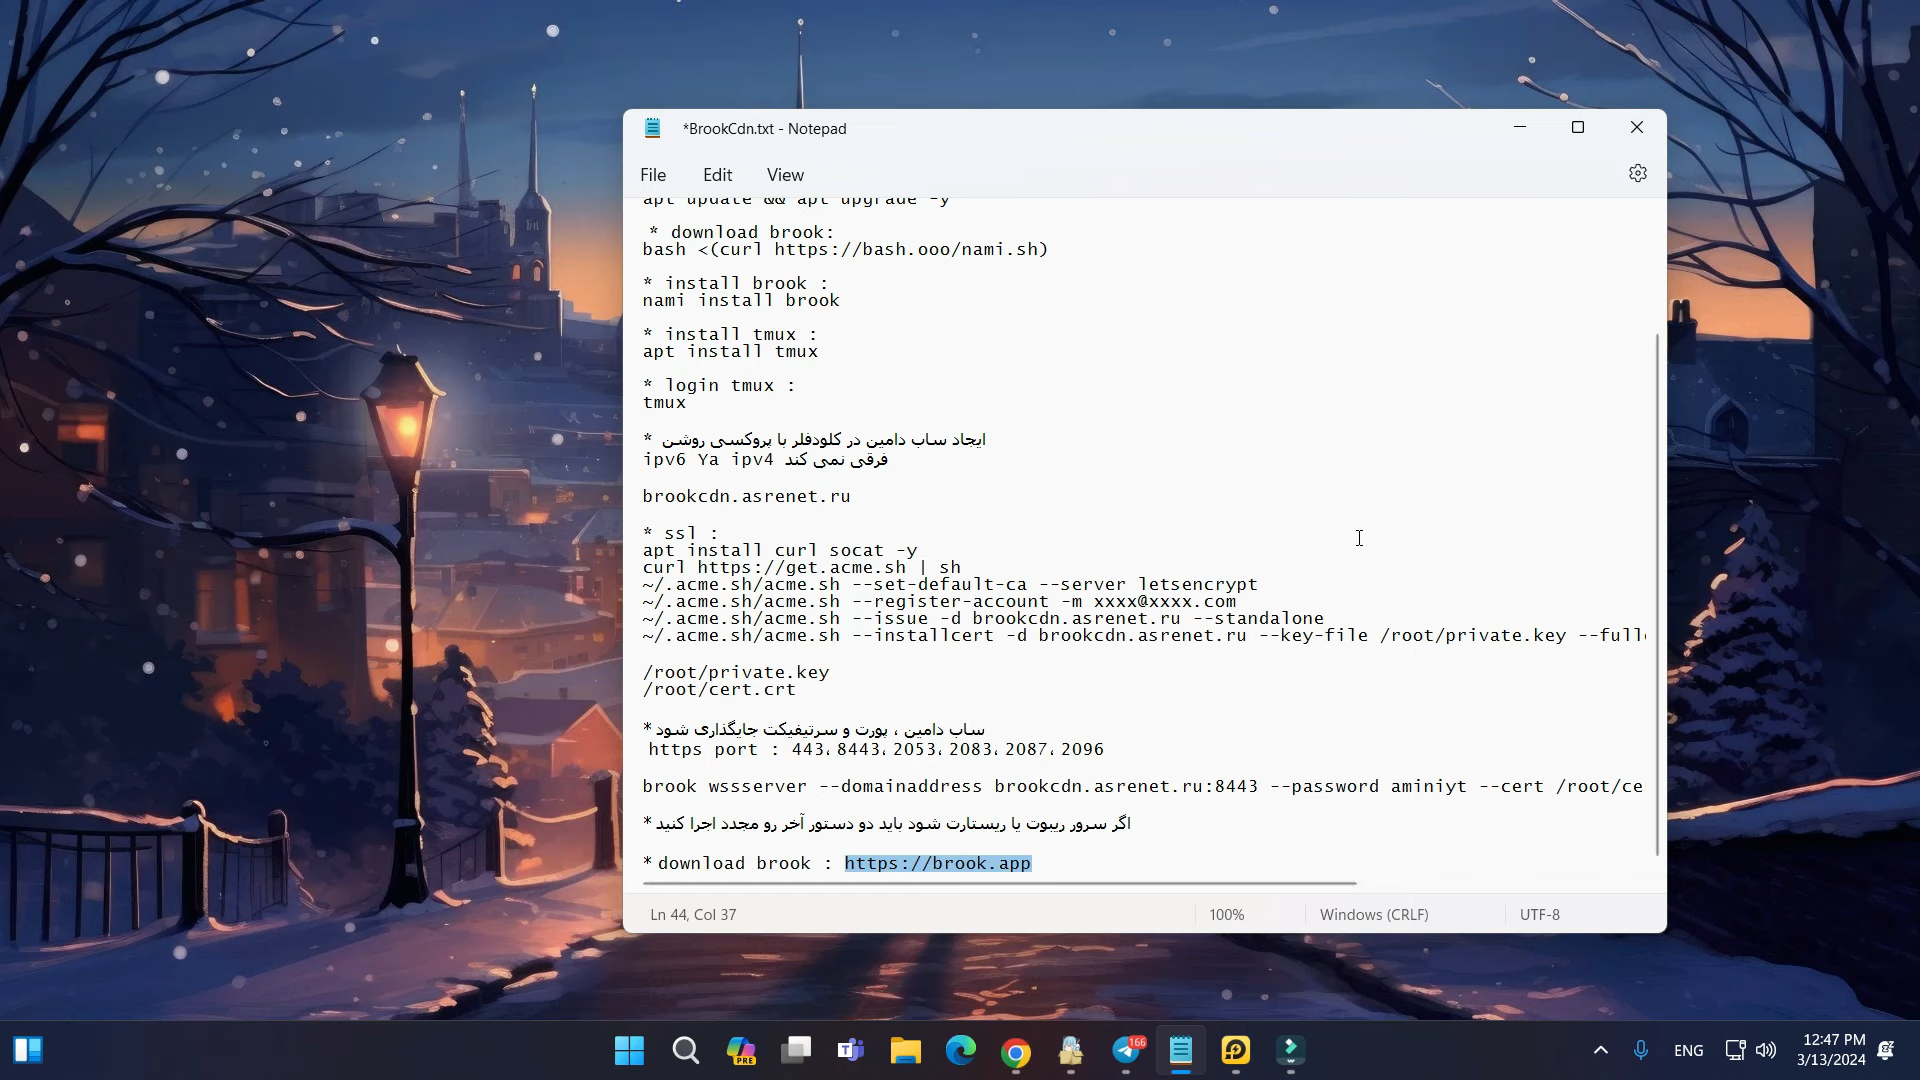 *BrookCdn.txt - Notepad
File Edit View
apt update && apt upgrade -y
* download brook:
bash <(curl https://bash.ooo/nami.sh)
* install brook :
nami install brook
* install tmux :
apt install tmux
* login tmux :
tmux
* ایجاد ساب دامین در کلودفلر با پروکسی روشن
ipv6 Ya ipv4 فرقی نمی کند
brookcdn.asrenet.ru
* ssl :
apt install curl socat -y
curl https://get.acme.sh | sh
~/.acme.sh/acme.sh --set-default-ca --server letsencrypt
~/.acme.sh/acme.sh --register-account -m xxxx@xxxx.com
~/.acme.sh/acme.sh --issue -d brookcdn.asrenet.ru --standalone
~/.acme.sh/acme.sh --installcert -d brookcdn.asrenet.ru --key-file /root/private.key --full
/root/private.key
/root/cert.crt
* ساب دامین ، پورت و سرتیفیکت جایگذاری شود
https port : 443، 8443، 2053، 2083، 2087، 2096
brook wssserver --domainaddress brookcdn.asrenet.ru:8443 --password aminiyt --cert /root/ce
* اگر سرور ریبوت یا ریستارت شود باید دو دستور آخر رو مجدد اجرا کنید
* download brook : https://brook.app
Ln 44, Col 37 100% Windows (CRLF) UTF-8
PRE
166
ENG
12:47 PM
3/13/2024